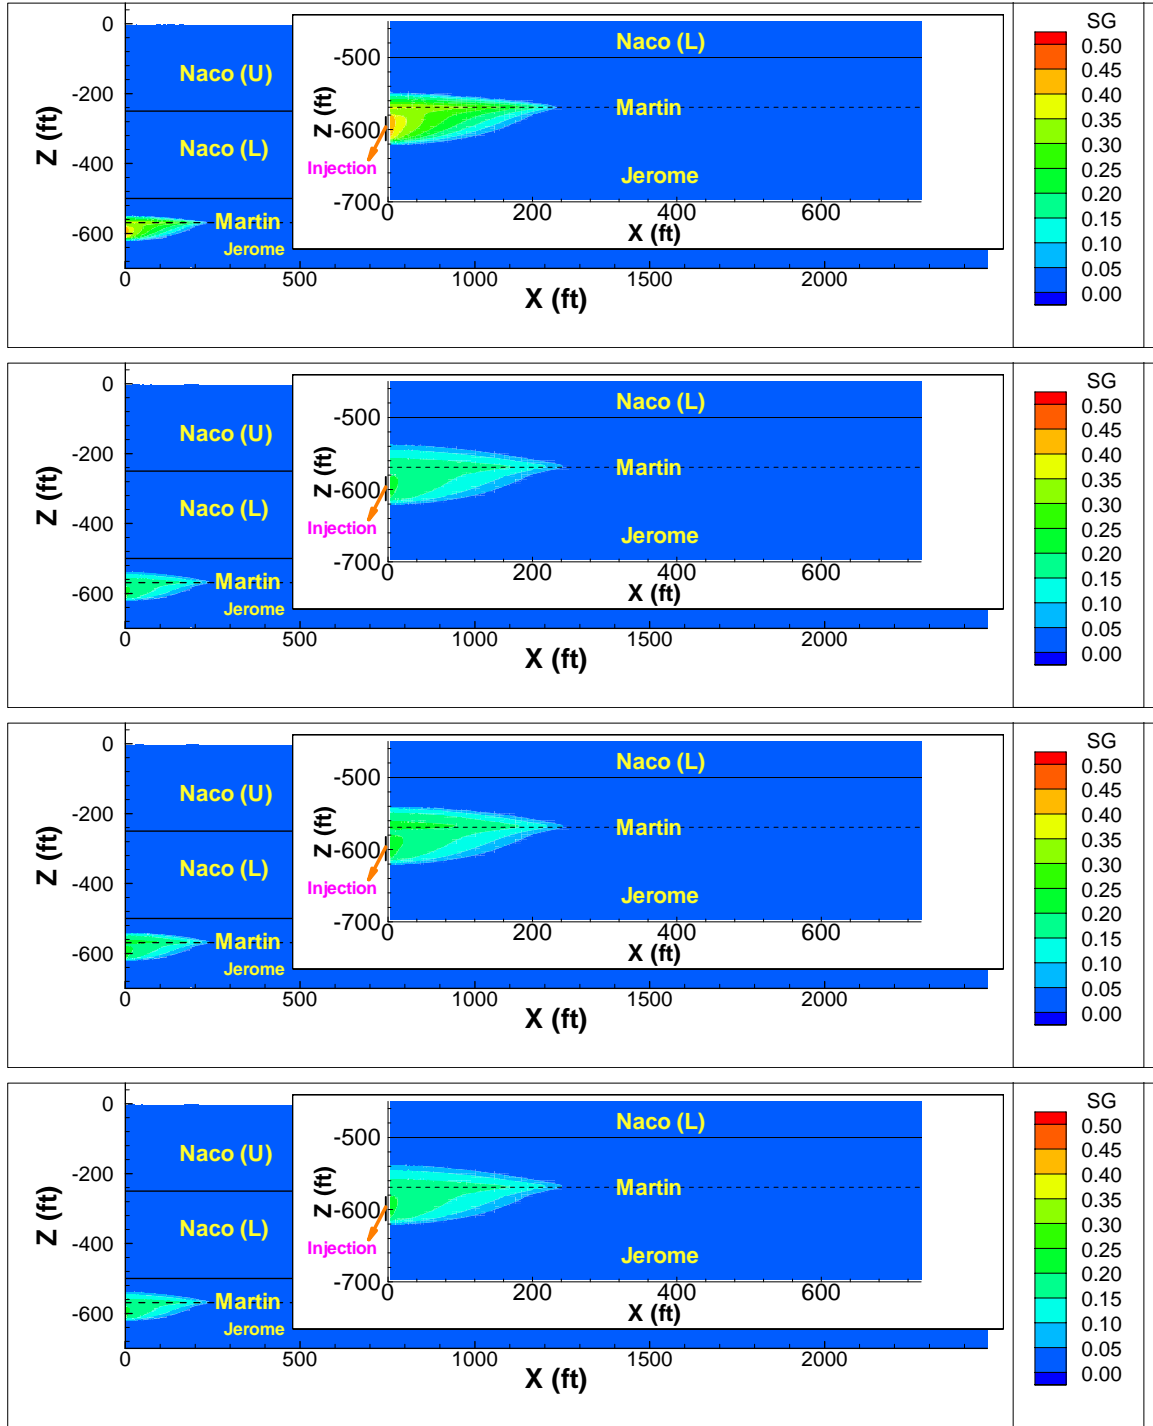 0
-200
-400
-600
Z (ft)
Naco (U)
Naco (L)
Martin
Jerome
0
500
1000
1500
2000
X (ft)
-500
-600
-700
Z (ft)
Injection
Naco (L)
Martin
Jerome
0
200
400
600
X (ft)
SG
0.50
0.45
0.40
0.35
0.30
0.25
0.20
0.15
0.10
0.05
0.00
0
-200
-400
-600
Z (ft)
Naco (U)
Naco (L)
Martin
Jerome
0
500
1000
1500
2000
X (ft)
-500
-600
-700
Z (ft)
Injection
Naco (L)
Martin
Jerome
0
200
400
600
X (ft)
SG
0.50
0.45
0.40
0.35
0.30
0.25
0.20
0.15
0.10
0.05
0.00
0
-200
-400
-600
Z (ft)
Naco (U)
Naco (L)
Martin
Jerome
0
500
1000
1500
2000
X (ft)
-500
-600
-700
Z (ft)
Injection
Naco (L)
Martin
Jerome
0
200
400
600
X (ft)
SG
0.50
0.45
0.40
0.35
0.30
0.25
0.20
0.15
0.10
0.05
0.00
0
-200
-400
-600
Z (ft)
Naco (U)
Naco (L)
Martin
Jerome
0
500
1000
1500
2000
X (ft)
-500
-600
-700
Z (ft)
Injection
Naco (L)
Martin
Jerome
0
200
400
600
X (ft)
SG
0.50
0.45
0.40
0.35
0.30
0.25
0.20
0.15
0.10
0.05
0.00